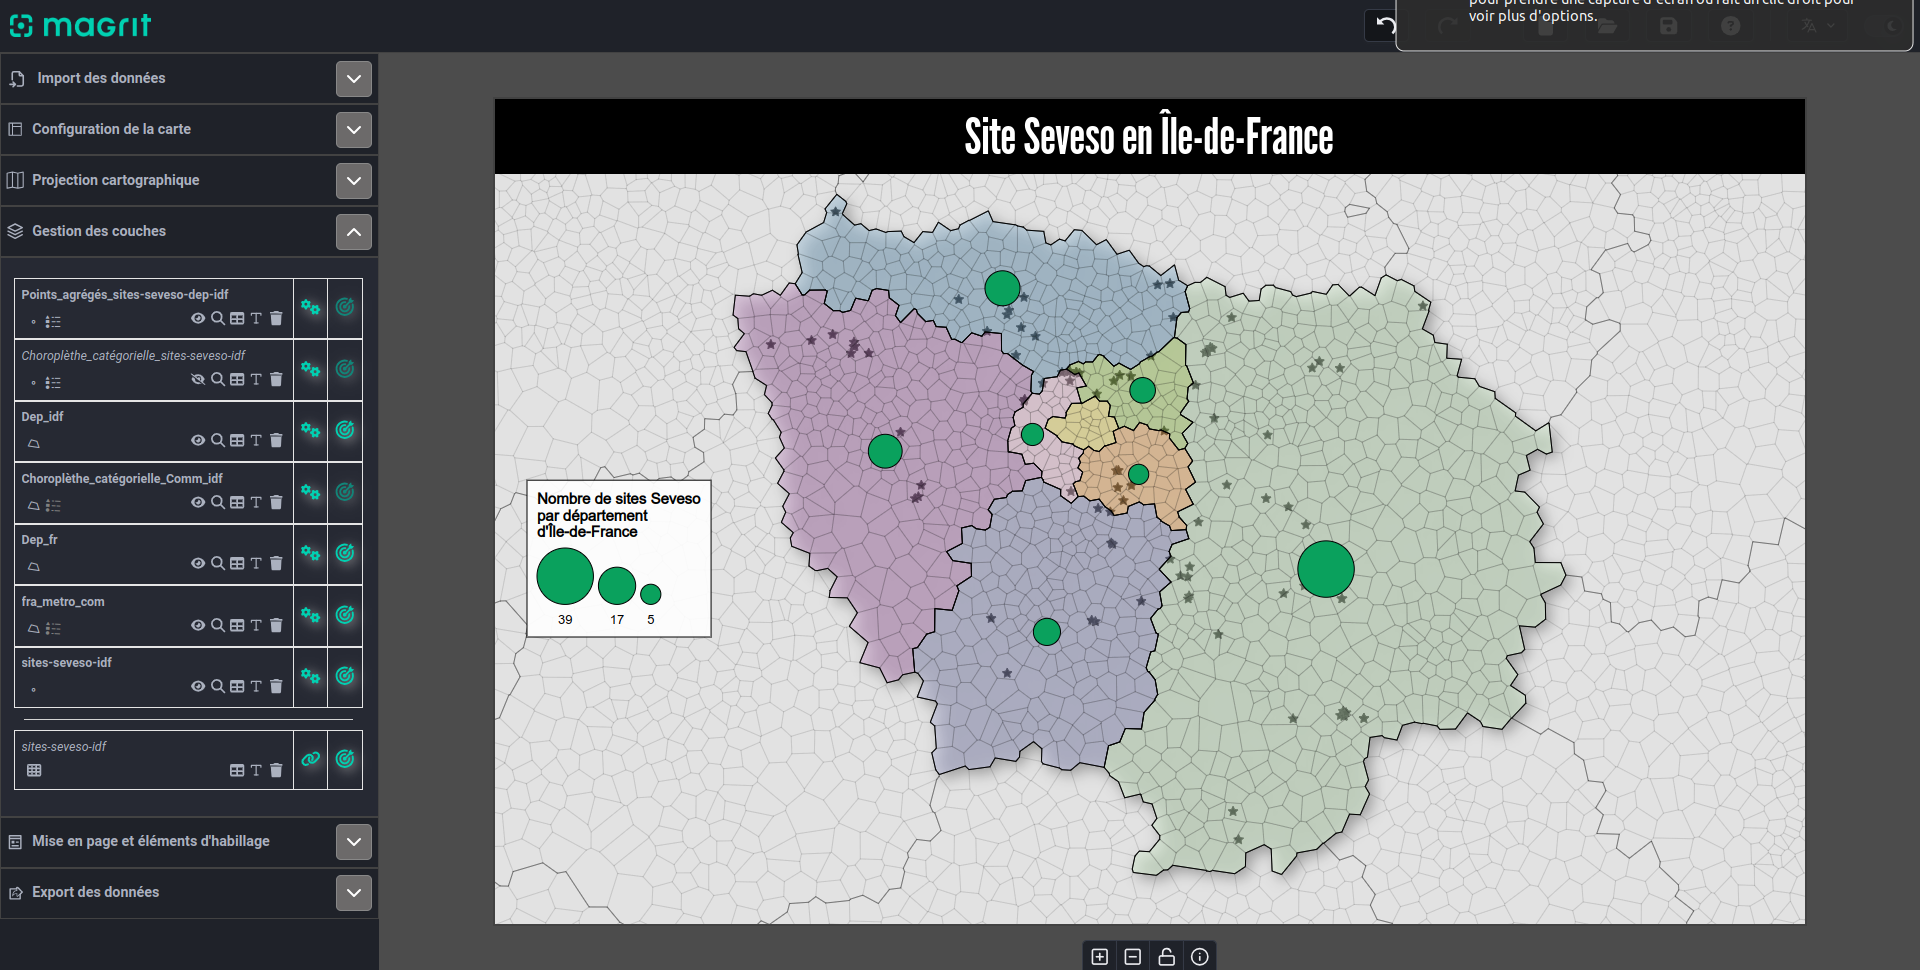 magrit
pour prendre une capture d'écran ou fait un clic droit pour
voir plus d'options.
Import des données
Configuration de la carte
Projection cartographique
Gestion des couches
Points_agrégés_sites-seveso-dep-idf
Choroplèthe_catégorielle_sites-seveso-idf
Dep_idf
Choroplèthe_catégorielle_Comm_idf
Dep_fr
fra_metro_com
sites-seveso-idf
sites-seveso-idf
Mise en page et éléments d'habillage
Export des données
Site Seveso en Île-de-France
Nombre de sites Seveso
par département
d'Île-de-France
39 17 5